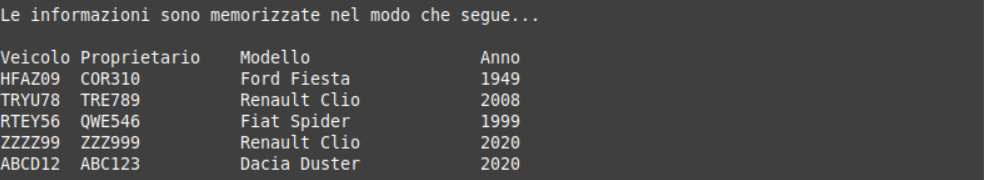 Le informazioni sono memorizzate nel modo che segue...
Veicolo Proprietario Modello Anno
HFAZ09 COR310 Ford Fiesta 1949
TRYU78 TRE789 Renault Clio 2008
RTEY56 QWE546 Fiat Spider 1999
ZZZZ99 ZZZ999 Renault Clio 2020
ABCD12 ABC123 Dacia Duster 2020